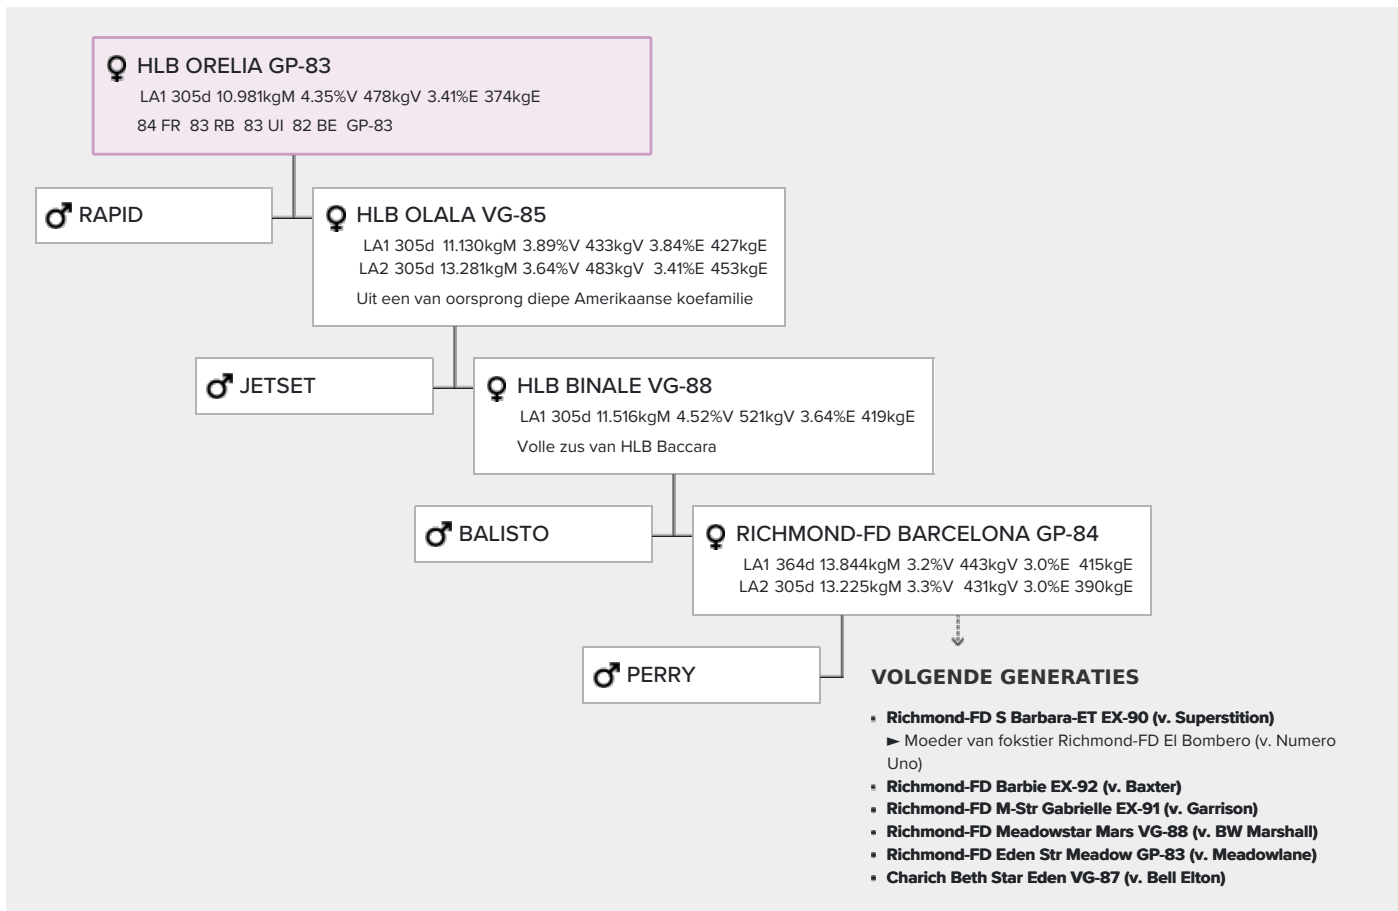 HLB ORELIA GP-83
LA1 305d 10.981kgM 4.35%V 478kgV 3.41%E 374kgE
84 FR 83 RB 83 UI 82 BE GP-83
RAPID
HLB OLALA VG-85
LA1 305d 11.130kgM 3.89%V 433kgV 3.84%E 427kgE
LA2 305d 13.281kgM 3.64%V 483kgV 3.41%E 453kgE
Uit een van oorsprong diepe Amerikaanse koefamilie
JETSET
HLB BINALE VG-88
LA1 305d 11.516kgM 4.52%V 521kgV 3.64%E 419kgE
Volle zus van HLB Baccara
BALISTO
RICHMOND-FD BARCELONA GP-84
LA1 364d 13.844kgM 3.2%V 443kgV 3.0%E 415kgE
LA2 305d 13.225kgM 3.3%V 431kgV 3.0%E 390kgE
PERRY
VOLGENDE GENERATIES
Richmond-FD S Barbara-ET EX-90 (v. Superstition)
► Moeder van fokstier Richmond-FD El Bombero (v. Numero
Uno)
Richmond-FD Barbie EX-92 (v. Baxter)
Richmond-FD M-Str Gabrielle EX-91 (v. Garrison)
Richmond-FD Meadowstar Mars VG-88 (v. BW Marshall)
Richmond-FD Eden Str Meadow GP-83 (v. Meadowlane)
Charich Beth Star Eden VG-87 (v. Bell Elton)